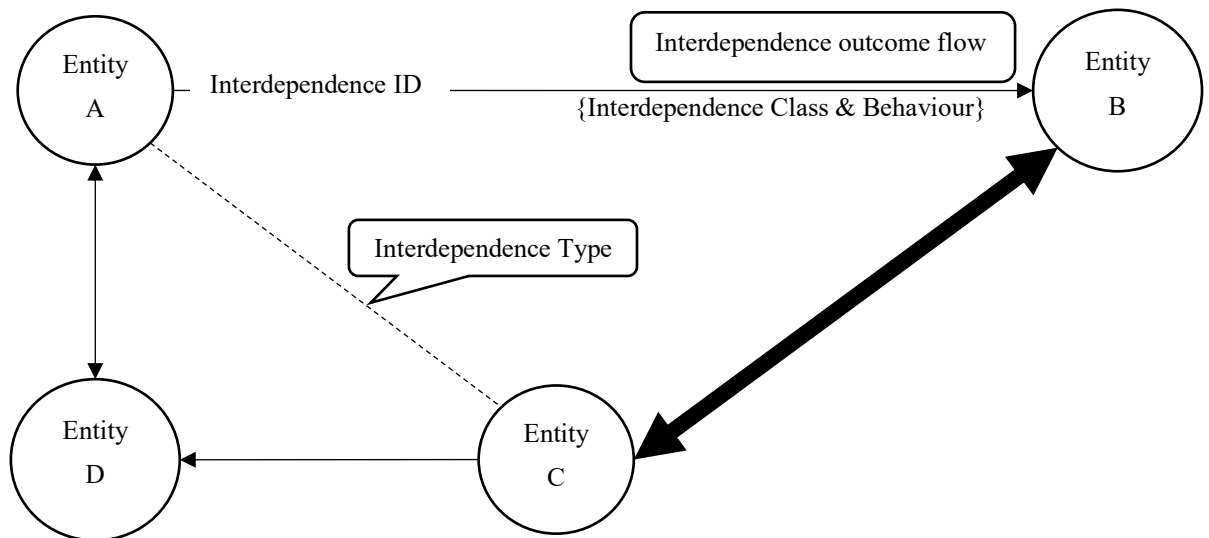 Entity
A
Interdependence ID
Interdependence outcome flow
{Interdependence Class & Behaviour}
Entity
B
Interdependence Type
Entity
D
Entity
C